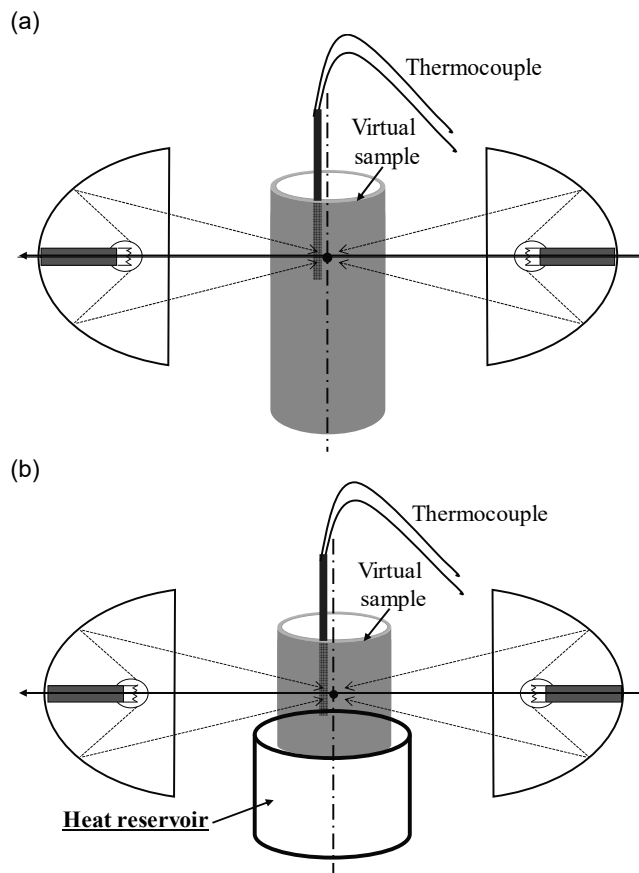 (a)
Thermocouple
Virtual
sample
(b)
Thermocouple
Virtual
sample
Heat reservoir